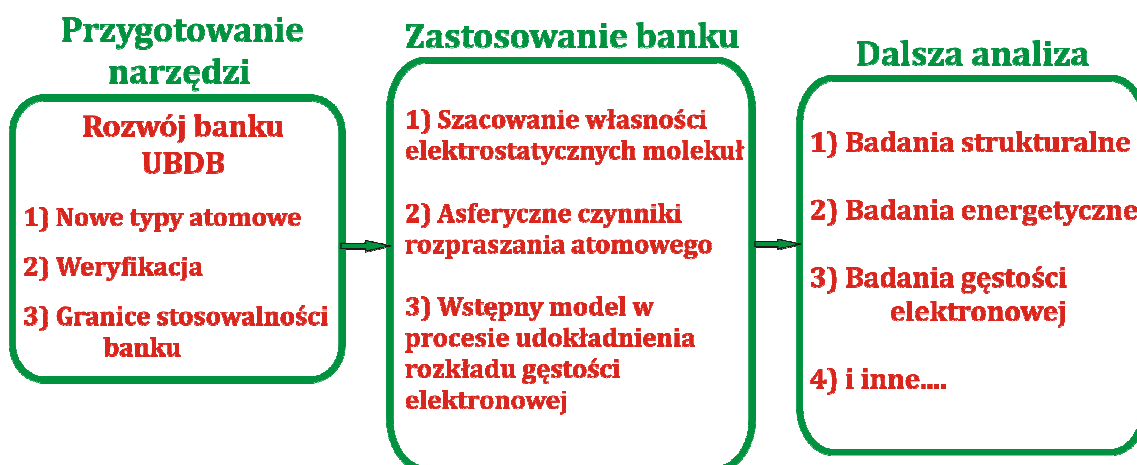 Przygotowanie
narzędzi
Rozwój banku
UBDB
1) Nowe typy atomowe
2) Weryfikacja
3) Granice stosowalności
banku
Zastosowanie banku
1) Szacowanie własności
elektrostatycznych molekuł
2) Asferyczne czynniki
rozpraszania atomowego
3) Wstępny model w
procesie udokładnienia
rozkładu gęstości
elektronowej
Dalsza analiza
1) Badania strukturalne
2) Badania energetyczne
3) Badania gęstości
elektronowej
4) i inne....